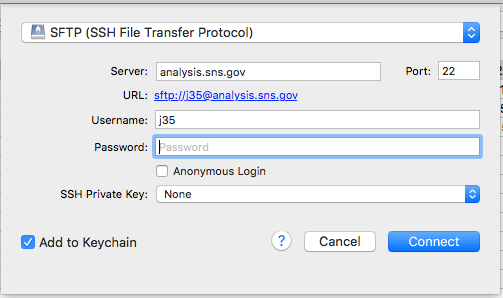 SFTP (SSH File Transfer Protocol)
Server: analysis.sns.gov Port: 22
URL: sftp://j35@analysis.sns.gov
Username: j35
Password: Password
Anonymous Login
SSH Private Key: None
Add to Keychain ? Cancel Connect